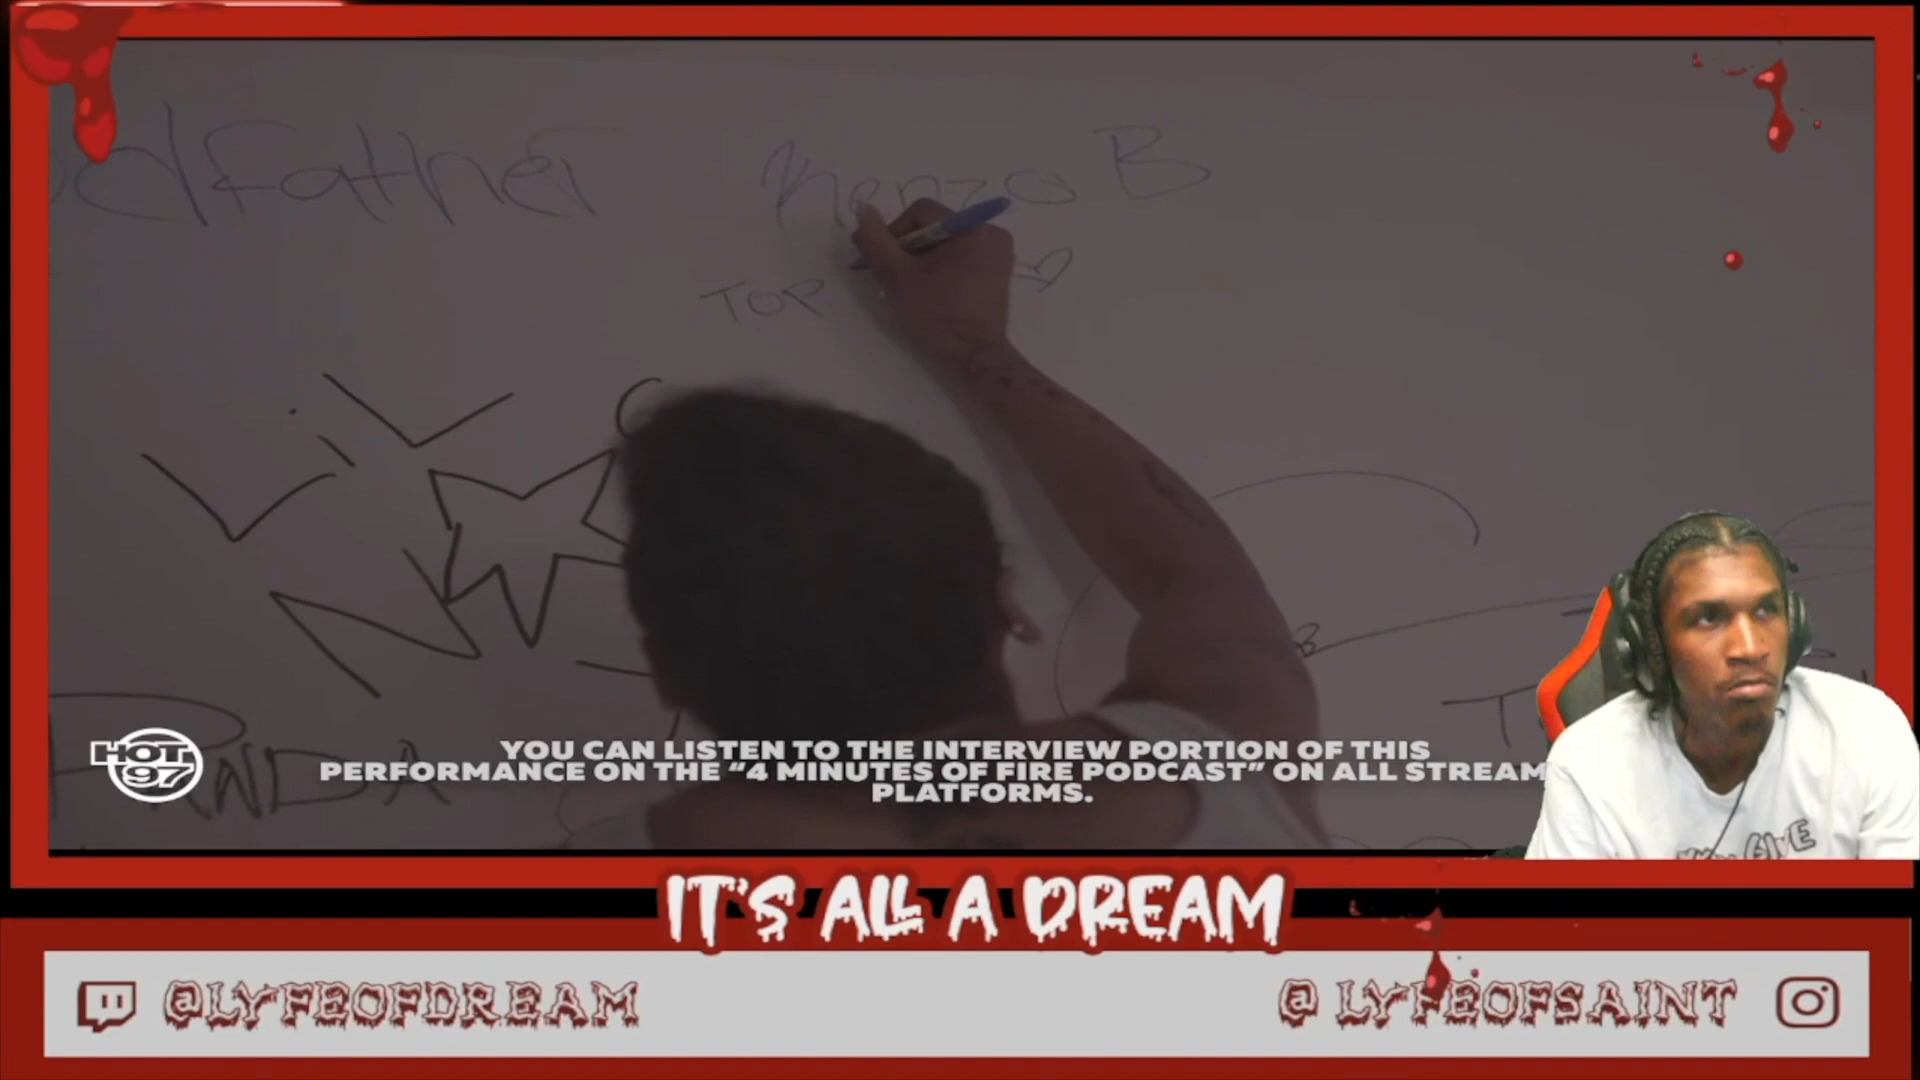 Kenzo B
TOP
HOT
97
YOU CAN LISTEN TO THE INTERVIEW PORTION OF THIS
PERFORMANCE ON THE “4 MINUTES OF FIRE PODCAST” ON ALL STREAM
PLATFORMS.
IT'S ALL A DREAM
@LYFEOFDREAM
@LYFEOFSAINT